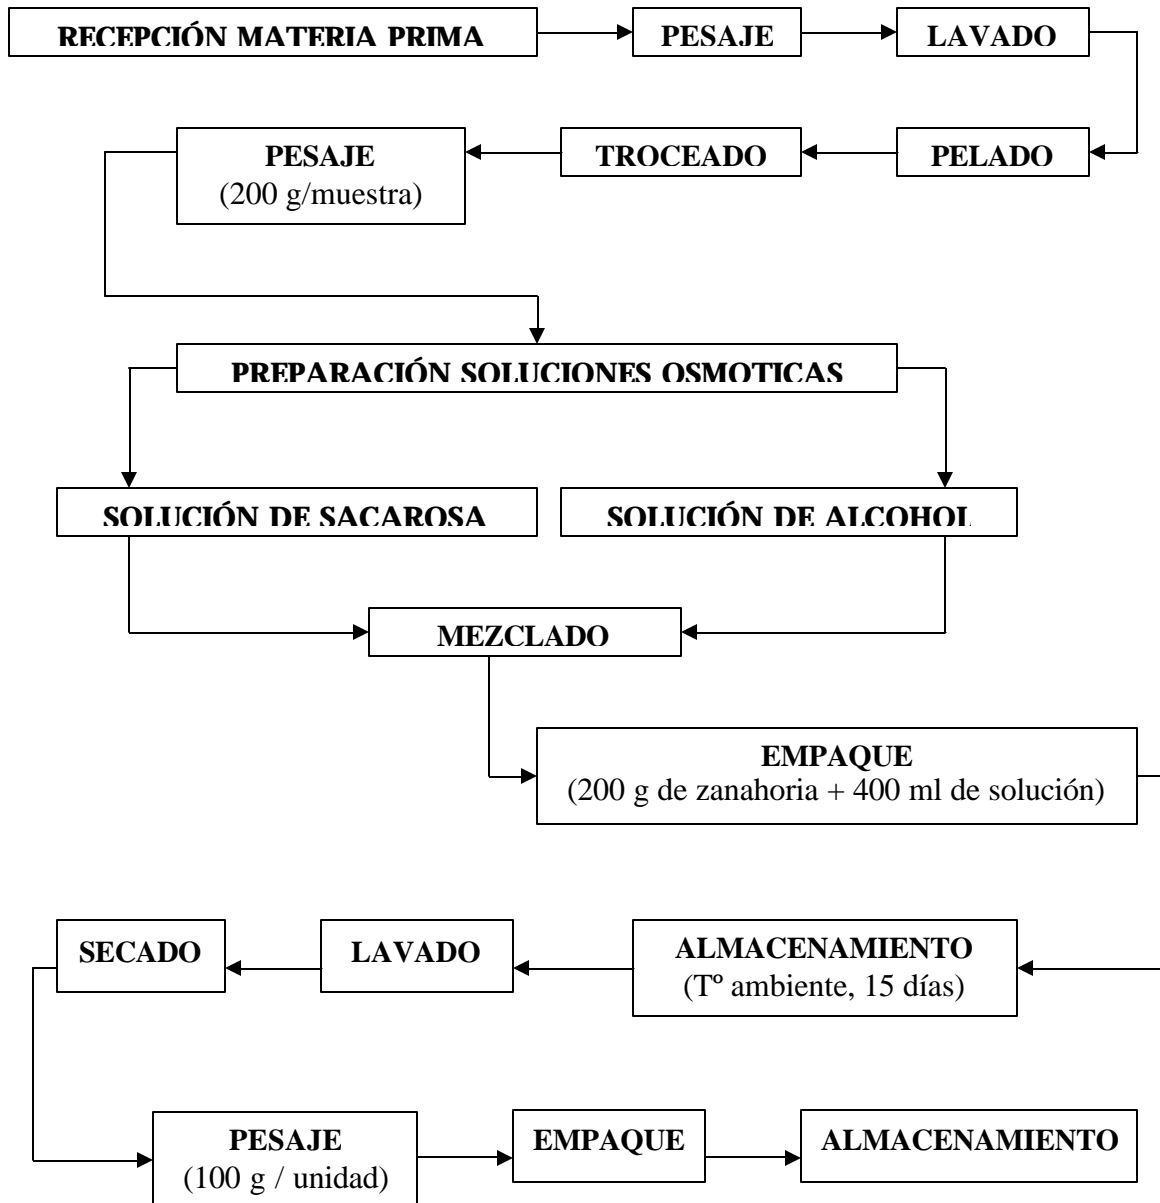 RECEPCIÓN MATERIA PRIMA
PESAJE
LAVADO
PELADO
TROCEADO
PESAJE
(200 g/muestra)
PREPARACIÓN SOLUCIONES OSMOTICAS
SOLUCIÓN DE SACAROSA
SOLUCIÓN DE ALCOHOL
MEZCLADO
EMPAQUE
(200 g de zanahoria + 400 ml de solución)
ALMACENAMIENTO
(Tº ambiente, 15 días)
LAVADO
SECADO
PESAJE
(100 g / unidad)
EMPAQUE
ALMACENAMIENTO